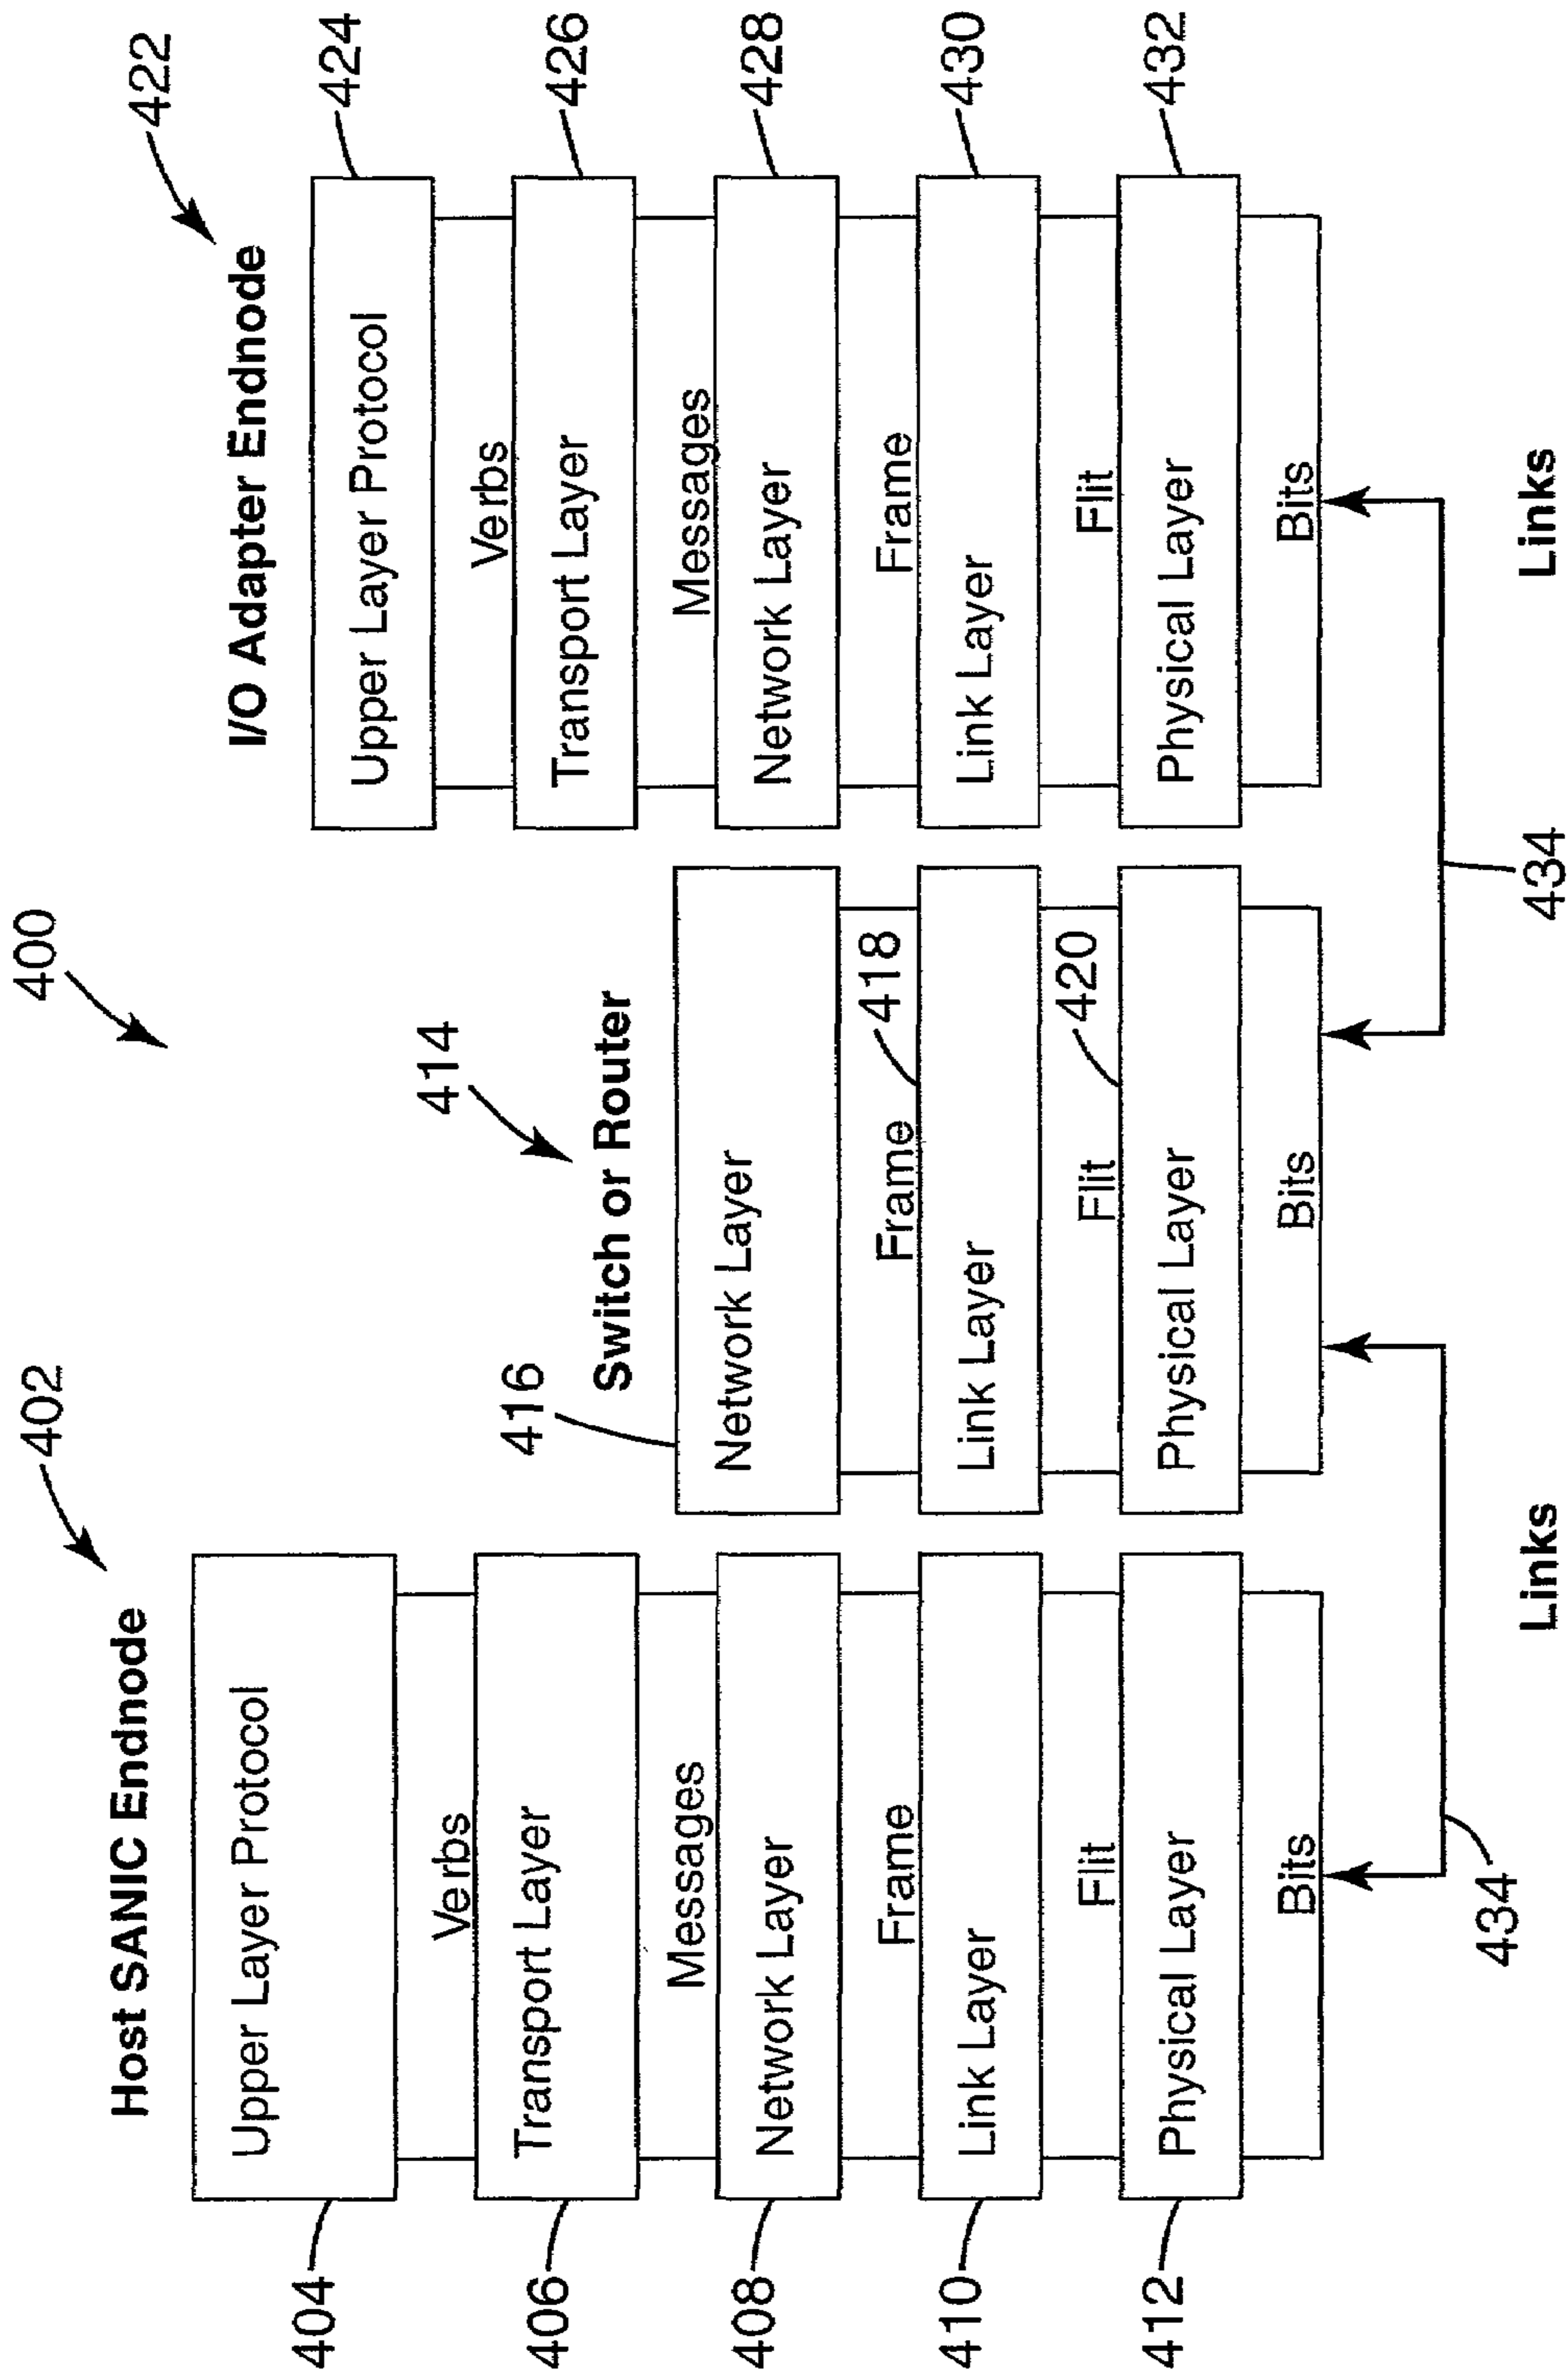 400
402
Host SANIC Endnode
404
Upper Layer Protocol
Verbs
406
Transport Layer
Messages
408
Network Layer
Frame
410
Link Layer
Flit
412
Physical Layer
Bits
414
Switch or Router
416
Network Layer
Frame
418
Link Layer
Flit
420
Physical Layer
Bits
422
I/O Adapter Endnode
Upper Layer Protocol
424
Verbs
Transport Layer
426
Messages
Network Layer
428
Frame
Link Layer
430
Flit
Physical Layer
432
Bits
434
Links
434
Links